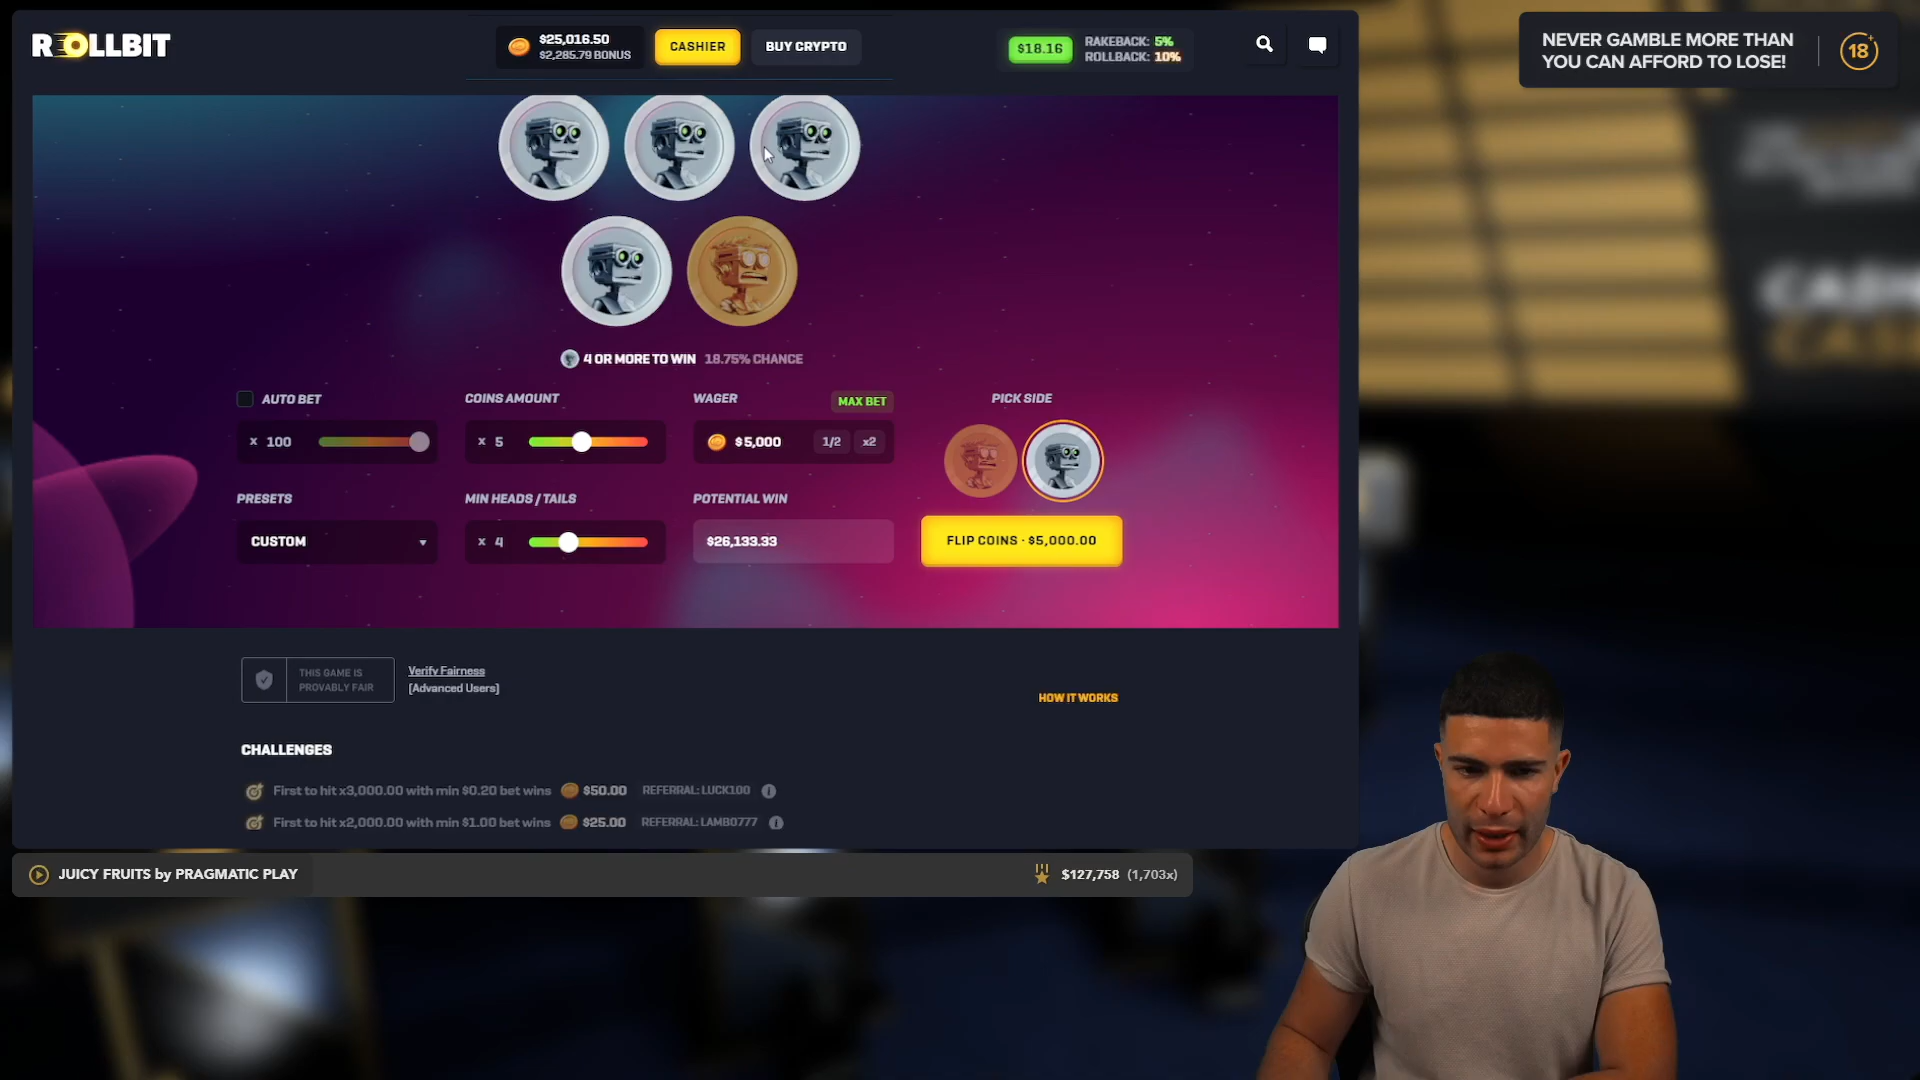 ROLLBIT
$25,016.50
$2,285.79 BONUS
CASHIER
BUY CRYPTO
$18.16
RAKEBACK: 5%
ROLLBACK: 10%
NEVER GAMBLE MORE THAN
YOU CAN AFFORD TO LOSE!
18+
4 OR MORE TO WIN 18.75% CHANCE
AUTO BET
COINS AMOUNT
WAGER
MAX BET
PICK SIDE
x 100
x 5
$5,000
1/2
x2
PRESETS
MIN HEADS / TAILS
POTENTIAL WIN
CUSTOM
x 4
$26,133.33
FLIP COINS · $5,000.00
THIS GAME IS
PROVABLY FAIR
Verify Fairness
[Advanced Users]
HOW IT WORKS
CHALLENGES
First to hit x3,000.00 with min $0.20 bet wins $50.00 REFERRAL: LUCK100
First to hit x2,000.00 with min $1.00 bet wins $25.00 REFERRAL: LAMBO777
JUICY FRUITS by PRAGMATIC PLAY
$127,758 (1,703x)